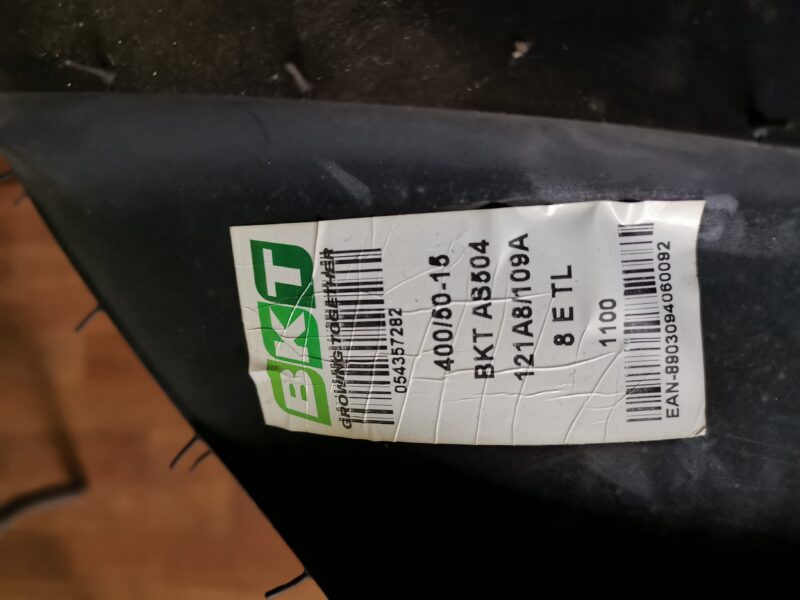 BKT
GROWING TOGETHER
054357282
400/50-15
BKT AS504
121A8/109A
8 E TL
1100
EAN-8903094060092